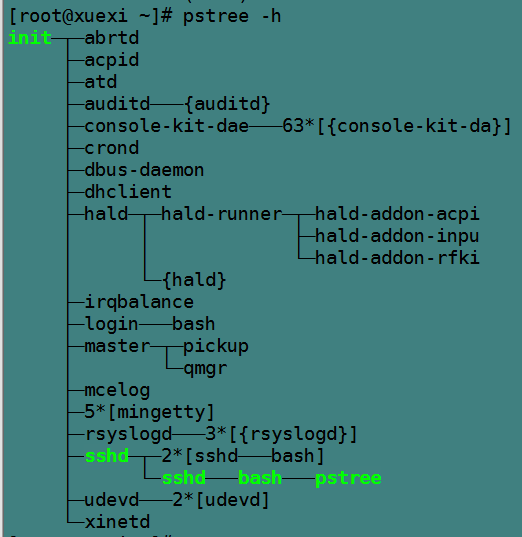 [root@xuexi ~]# pstree -h
init─┬─abrtd
     ├─acpid
     ├─atd
     ├─auditd───{auditd}
     ├─console-kit-dae───63*[{console-kit-da}]
     ├─crond
     ├─dbus-daemon
     ├─dhclient
     ├─hald─┬─hald-runner─┬─hald-addon-acpi
     │      │             ├─hald-addon-inpu
     │      │             └─hald-addon-rfki
     │      └─{hald}
     ├─irqbalance
     ├─login───bash
     ├─master─┬─pickup
     │        └─qmgr
     ├─mcelog
     ├─5*[mingetty]
     ├─rsyslogd───3*[{rsyslogd}]
     ├─sshd─┬─2*[sshd───bash]
     │      └─sshd───bash───pstree
     ├─udevd───2*[udevd]
     └─xinetd